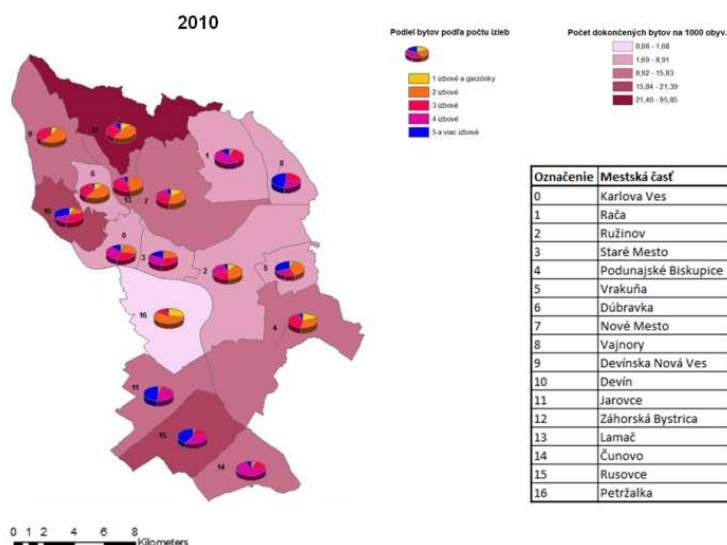 2010
Podiel bytov podľa počtu izieb
1 izbové a garzónky
2 izbové
3 izbové
4 izbové
5 a viac izbové
Počet dokončených bytov na 1000 obyv.
0,88 - 1,68
1,69 - 8,91
8,92 - 15,83
15,84 - 21,39
21,40 - 95,85
9
12
1
8
6
13
7
10
0
3
2
5
16
4
11
15
14
Označenie Mestská časť
0 Karlova Ves
1 Rača
2 Ružinov
3 Staré Mesto
4 Podunajské Biskupice
5 Vrakuňa
6 Dúbravka
7 Nové Mesto
8 Vajnory
9 Devínska Nová Ves
10 Devín
11 Jarovce
12 Záhorská Bystrica
13 Lamač
14 Čunovo
15 Rusovce
16 Petržalka
0 1 2 4 6 8
Kilometers